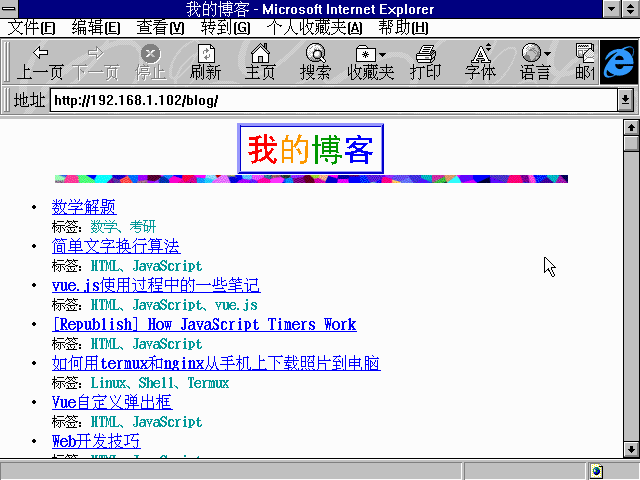 我的博客 - Microsoft Internet Explorer
文件(F) 编辑(E) 查看(V) 转到(G) 个人收藏夹(A) 帮助(H)
上一页 下一页 停止 刷新 主页 搜索 收藏夹 打印 字体 语言 邮
地址 http://192.168.1.102/blog/
我的博客
• 数学解题
标签：数学、考研
• 简单文字换行算法
标签：HTML、JavaScript
• vue.js使用过程中的一些笔记
标签：HTML、JavaScript、vue.js
• [Republish] How JavaScript Timers Work
标签：HTML、JavaScript
• 如何用termux和nginx从手机上下载照片到电脑
标签：Linux、Shell、Termux
• Vue自定义弹出框
标签：HTML、JavaScript
• Web开发技巧
标签：HTML、JavaScript